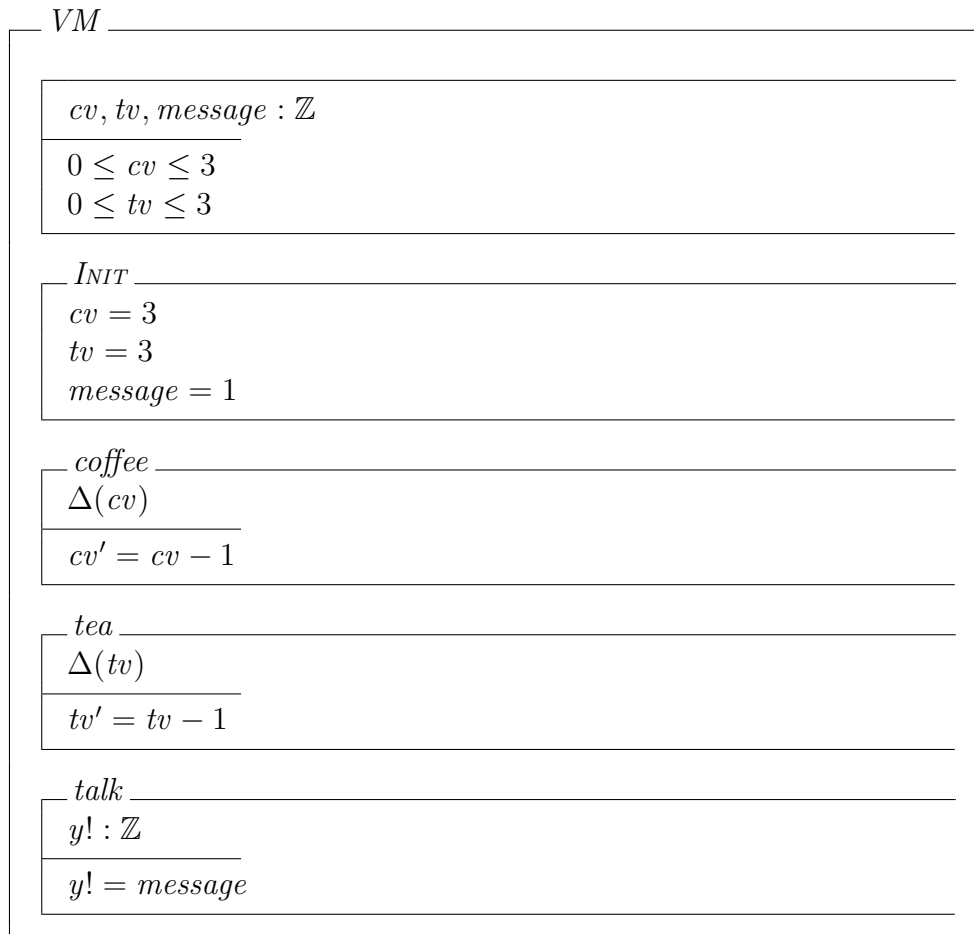 VM
cv, tv, message : ℤ
0 ≤ cv ≤ 3
0 ≤ tv ≤ 3
INIT
cv = 3
tv = 3
message = 1
coffee
Δ(cv)
cv′ = cv − 1
tea
Δ(tv)
tv′ = tv − 1
talk
y! : ℤ
y! = message